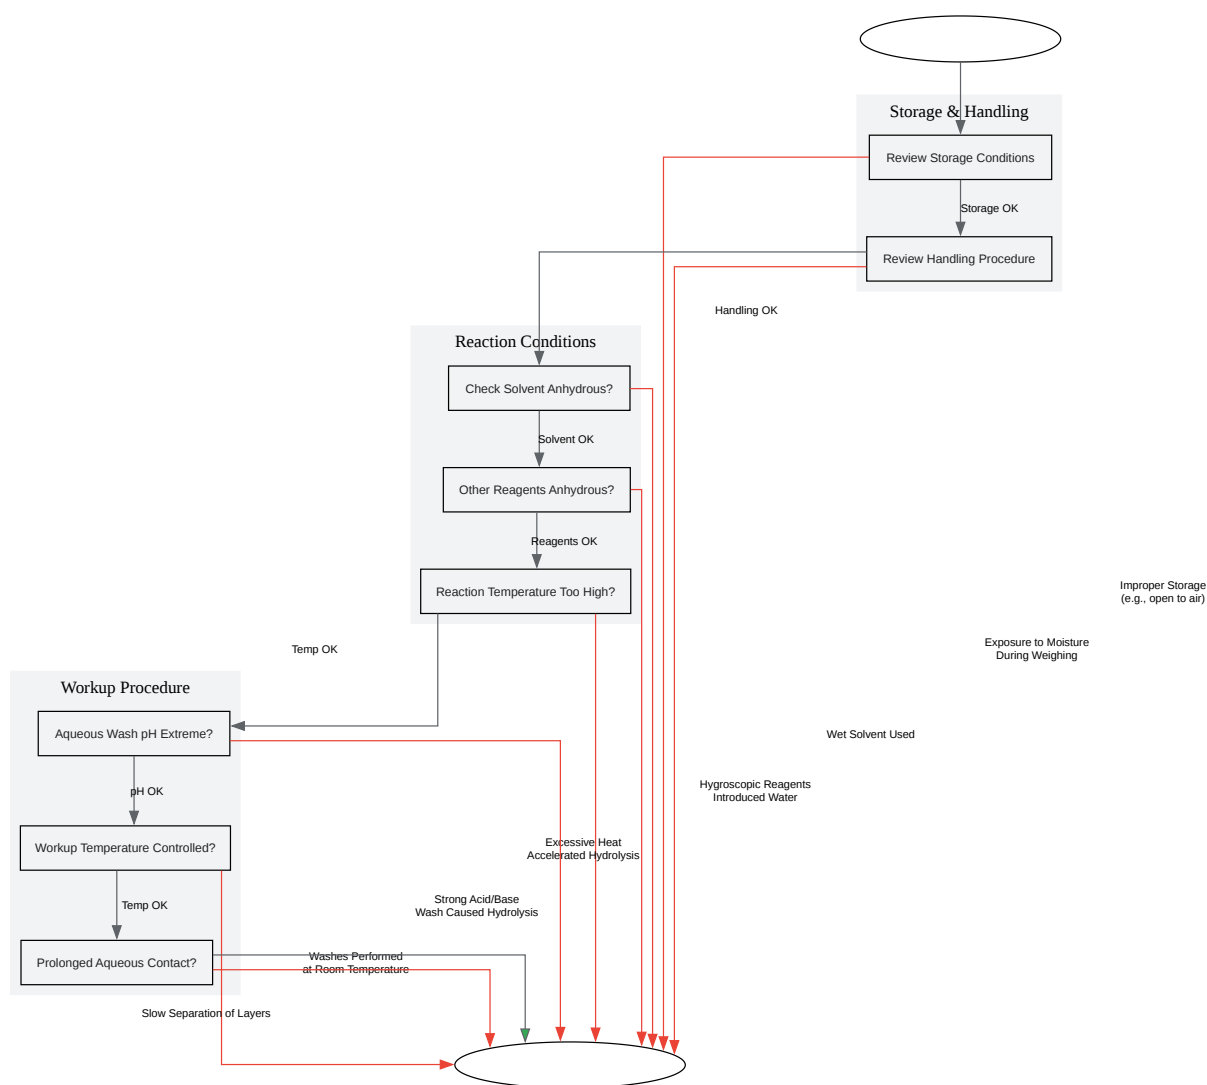 Storage & Handling
Review Storage Conditions
Storage OK
Review Handling Procedure
Handling OK
Reaction Conditions
Check Solvent Anhydrous?
Solvent OK
Other Reagents Anhydrous?
Reagents OK
Reaction Temperature Too High?
Improper Storage
(e.g., open to air)
Exposure to Moisture
During Weighing
Temp OK
Workup Procedure
Aqueous Wash pH Extreme?
Wet Solvent Used
pH OK
Hygroscopic Reagents
Introduced Water
Workup Temperature Controlled?
Excessive Heat
Accelerated Hydrolysis
Temp OK
Strong Acid/Base
Wash Caused Hydrolysis
Prolonged Aqueous Contact?
Washes Performed
at Room Temperature
Slow Separation of Layers